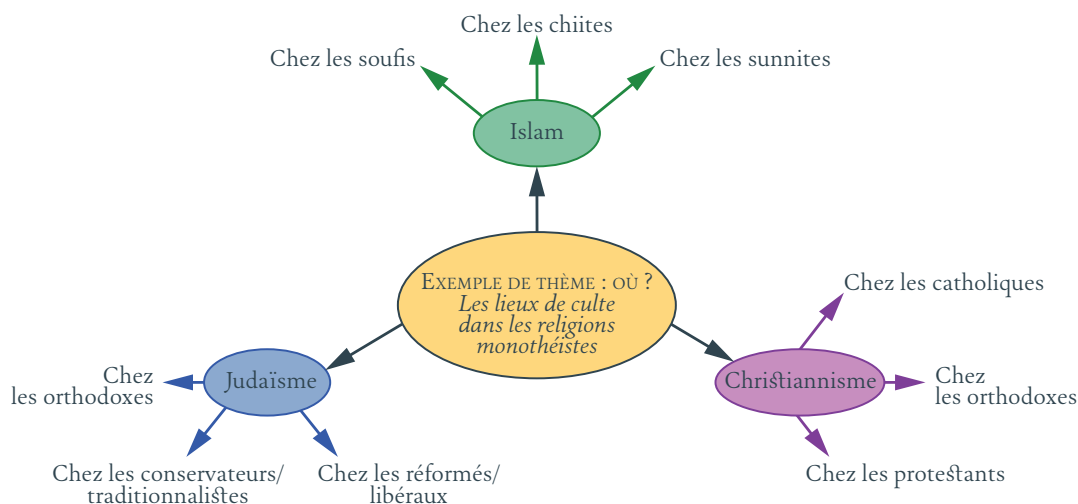 Chez les chiites
Chez les soufis
Chez les sunnites
Islam
EXEMPLE DE THÈME : OÙ ?
Les lieux de culte
dans les religions
monothéistes
Chez les catholiques
Judaïsme
Christiannisme
Chez
les orthodoxes
Chez
les orthodoxes
Chez les conservateurs/
traditionnalistes
Chez les réformés/
libéraux
Chez les protestants